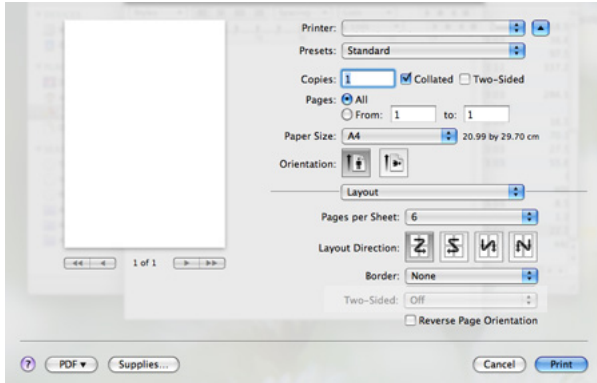 Printer:
Presets: Standard
Copies: 1 Collated Two-Sided
Pages: All
From: 1 to: 1
Paper Size: A4 20.99 by 29.70 cm
Orientation:
Layout
Pages per Sheet: 6
Layout Direction:
Border: None
Two-Sided: Off
Reverse Page Orientation
1 of 1
? PDF▾ Supplies... Cancel Print